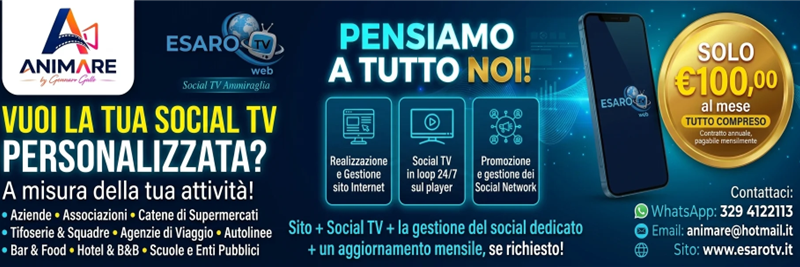 ANIMARE
by Gennaro Gallo
ESARO TV
web
Social TV Ammiraglia
VUOI LA TUA SOCIAL TV
PERSONALIZZATA?
A misura della tua attività!
• Aziende • Associazioni • Catene di Supermercati
• Tifoserie & Squadre • Agenzie di Viaggio • Autolinee
• Bar & Food • Hotel & B&B • Scuole e Enti Pubblici
PENSIAMO
A TUTTO NOI!
Realizzazione
e Gestione
sito Internet
Social TV
in loop 24/7
sul player
Promozione
e gestione dei
Social Network
Sito + Social TV + la gestione del social dedicato
+ un aggiornamento mensile, se richiesto!
ESARO TV
web
SOLO
€100,00
al mese
TUTTO COMPRESO
Contratto annuale,
pagabile mensilmente
Contattaci:
WhatsApp: 329 4122113
Email: animare@hotmail.it
Sito: www.esarotv.it